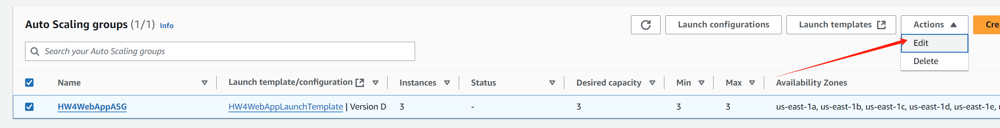 Auto Scaling groups (1/1) Info
Launch configurations
Launch templates
Actions
Edit
Delete
Search your Auto Scaling groups
Name
Launch template/configuration
Instances
Status
Desired capacity
Min
Max
Availability Zones
HW4WebAppASG
HW4WebAppLaunchTemplate | Version
3
-
3
3
3
us-east-1a, us-east-1b, us-east-1c, us-east-1d, us-east-1e,